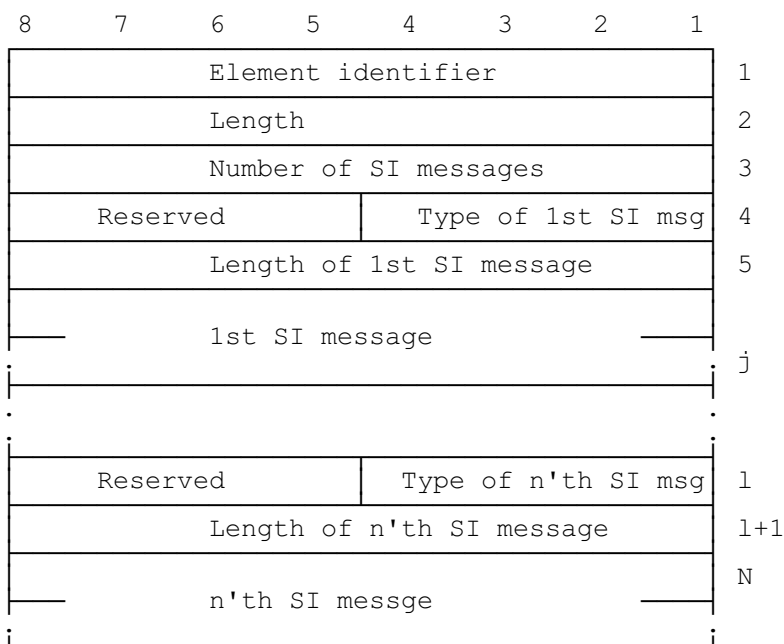 8 7 6 5 4 3 2 1
Element identifier 1
Length 2
Number of SI messages 3
Reserved Type of 1st SI msg 4
Length of 1st SI message 5
1st SI message
j
Reserved Type of n'th SI msg l
Length of n'th SI message l+1
N
n'th SI messge